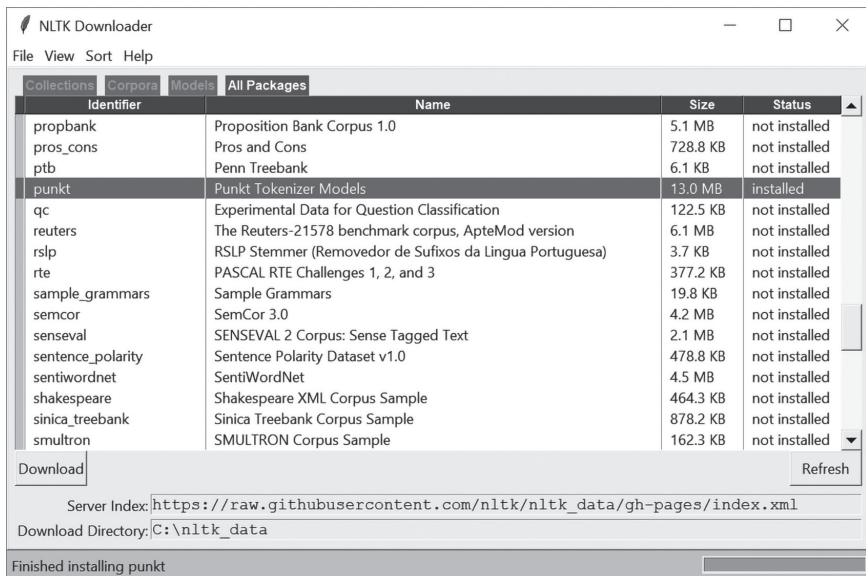 NLTK Downloader
File View Sort Help
Collections Corpora Models All Packages
Identifier Name Size Status
propbank Proposition Bank Corpus 1.0 5.1 MB not installed
pros_cons Pros and Cons 728.8 KB not installed
ptb Penn Treebank 6.1 KB not installed
punkt Punkt Tokenizer Models 13.0 MB installed
qc Experimental Data for Question Classification 122.5 KB not installed
reuters The Reuters-21578 benchmark corpus, ApteMod version 6.1 MB not installed
rslp RSLP Stemmer (Removedor de Sufixos da Lingua Portuguesa) 3.7 KB not installed
rte PASCAL RTE Challenges 1, 2, and 3 377.2 KB not installed
sample_grammars Sample Grammars 19.8 KB not installed
semcor SemCor 3.0 4.2 MB not installed
senseval SENSEVAL 2 Corpus: Sense Tagged Text 2.1 MB not installed
sentence_polarity Sentence Polarity Dataset v1.0 478.8 KB not installed
sentiwordnet SentiWordNet 4.5 MB not installed
shakespeare Shakespeare XML Corpus Sample 464.3 KB not installed
sinica_treebank Sinica Treebank Corpus Sample 878.2 KB not installed
smultron SMULTRON Corpus Sample 162.3 KB not installed
Download Refresh
Server Index: https://raw.githubusercontent.com/nltk/nltk_data/gh-pages/index.xml
Download Directory: C:\nltk_data
Finished installing punkt